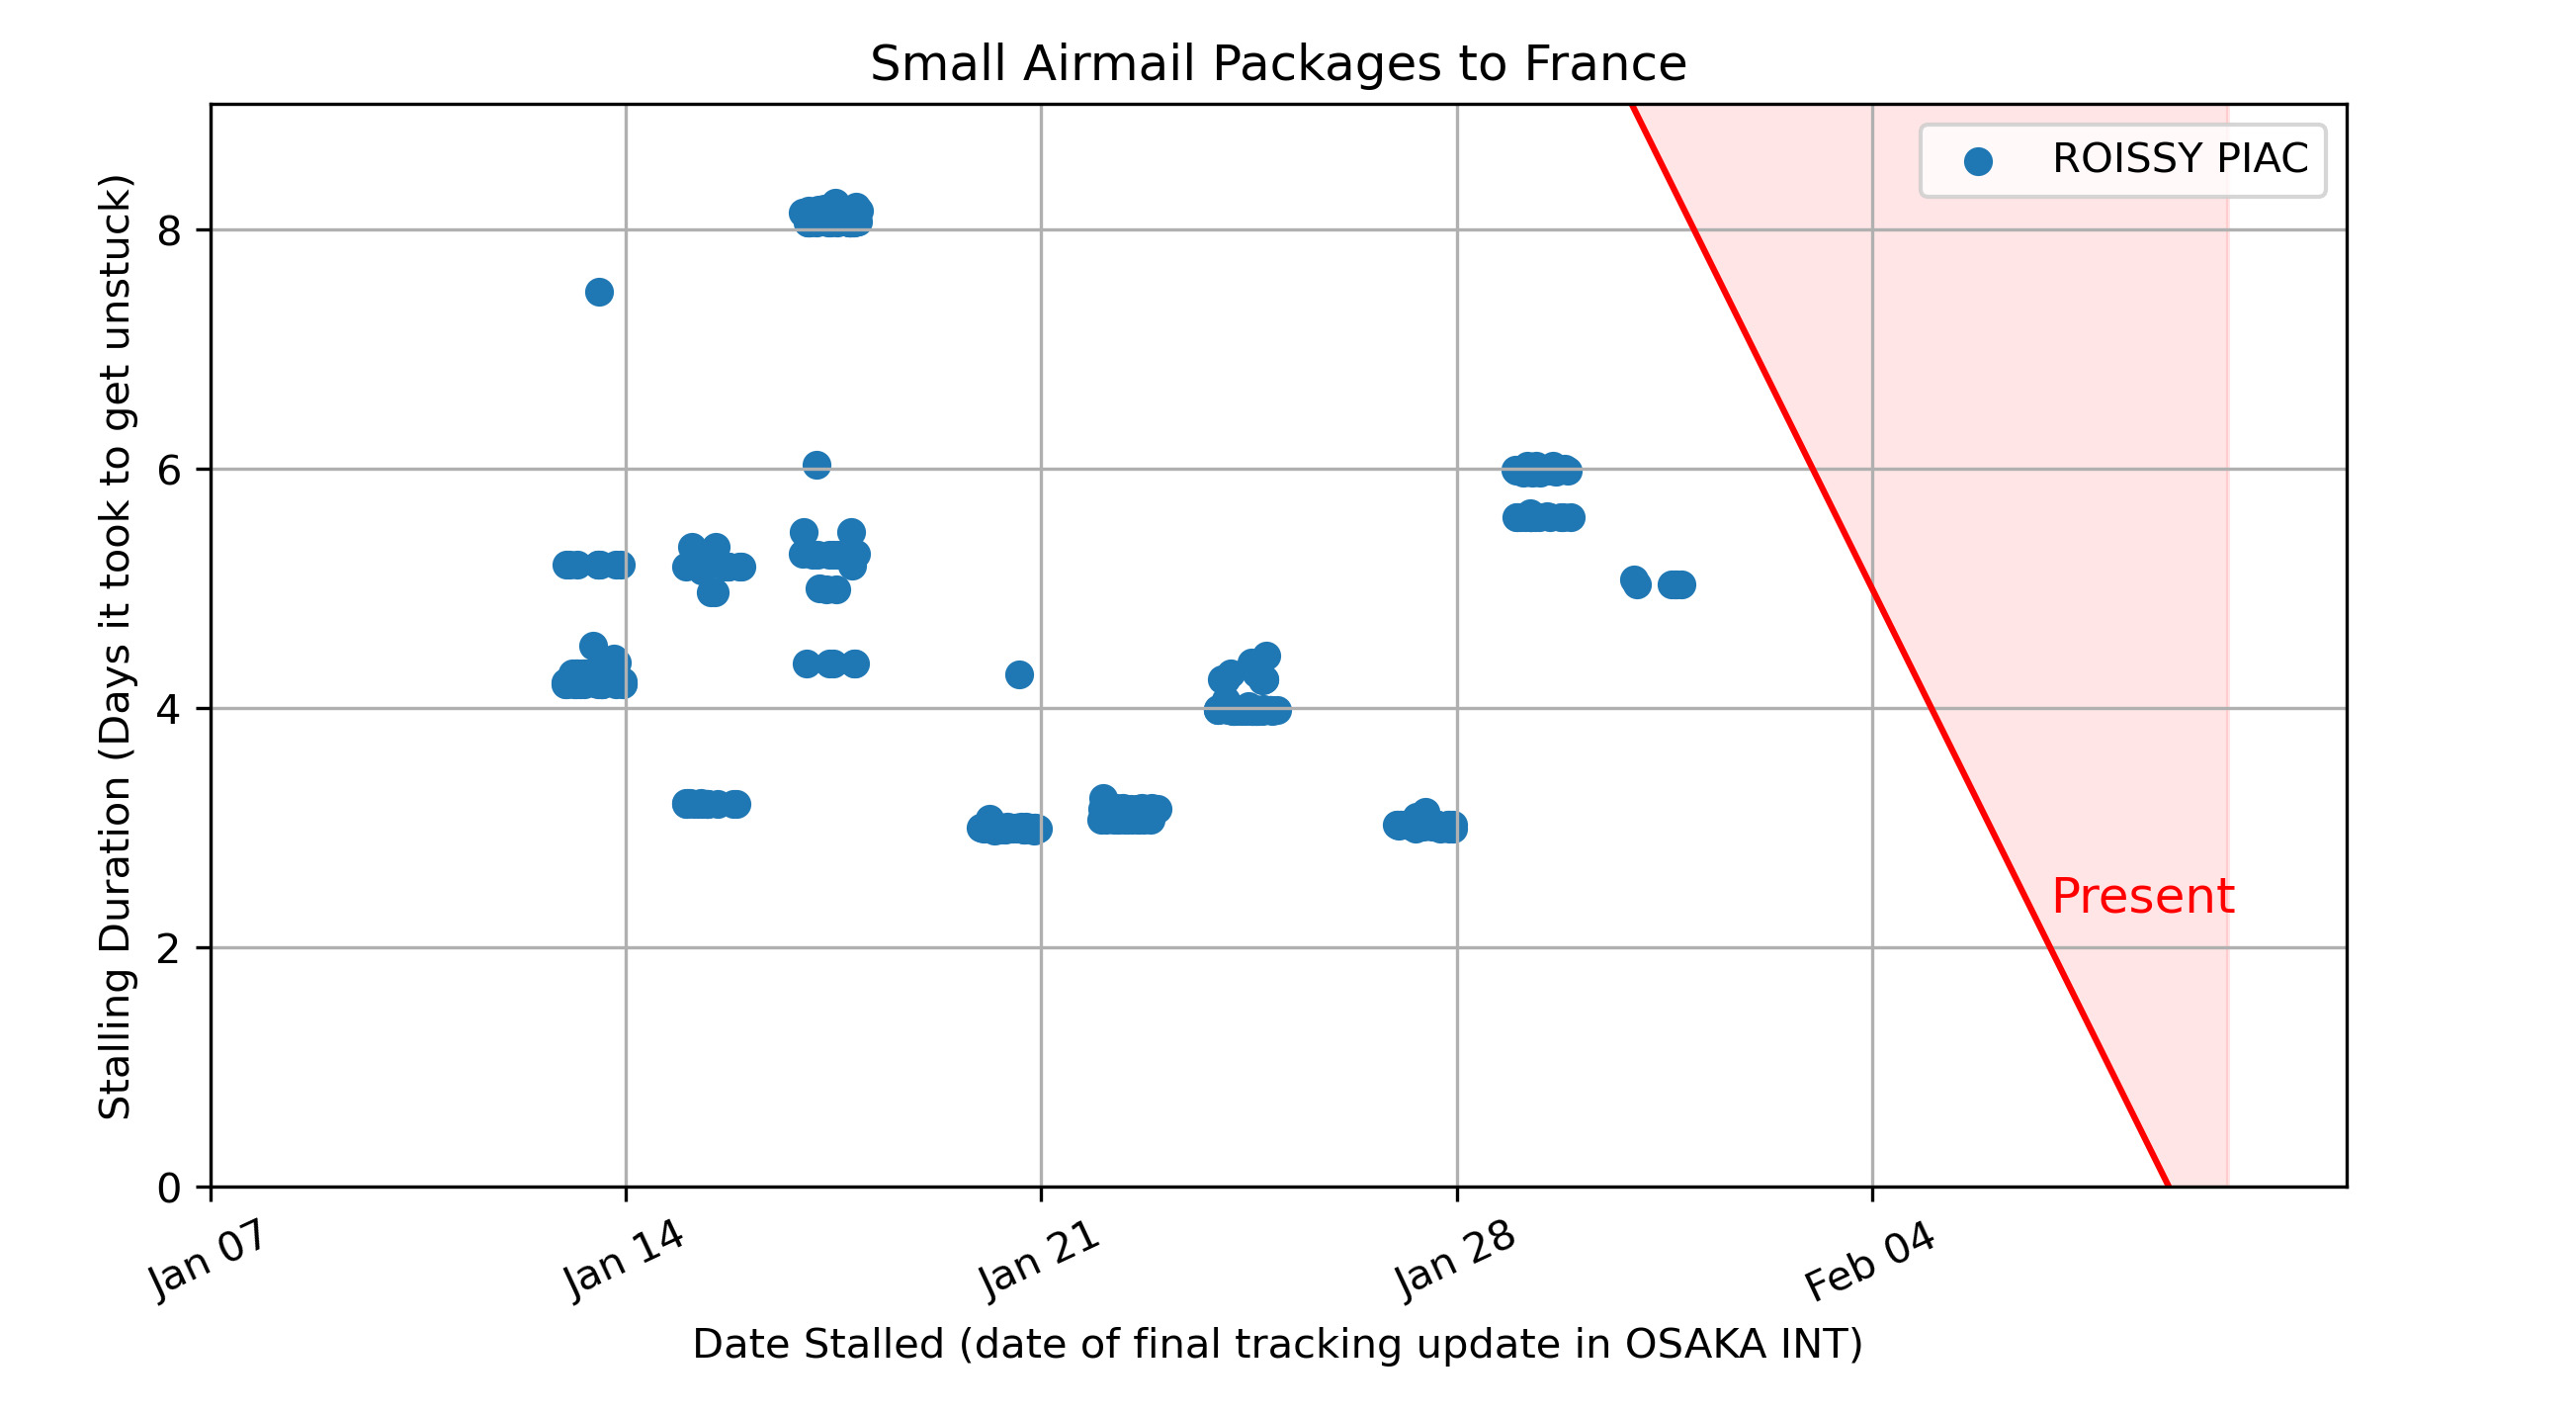 Small Airmail Packages to France
Stalling Duration (Days it took to get unstuck)
8
6
4
2
0
ROISSY PIAC
Present
Jan 07
Jan 14
Jan 21
Jan 28
Feb 04
Date Stalled (date of final tracking update in OSAKA INT)